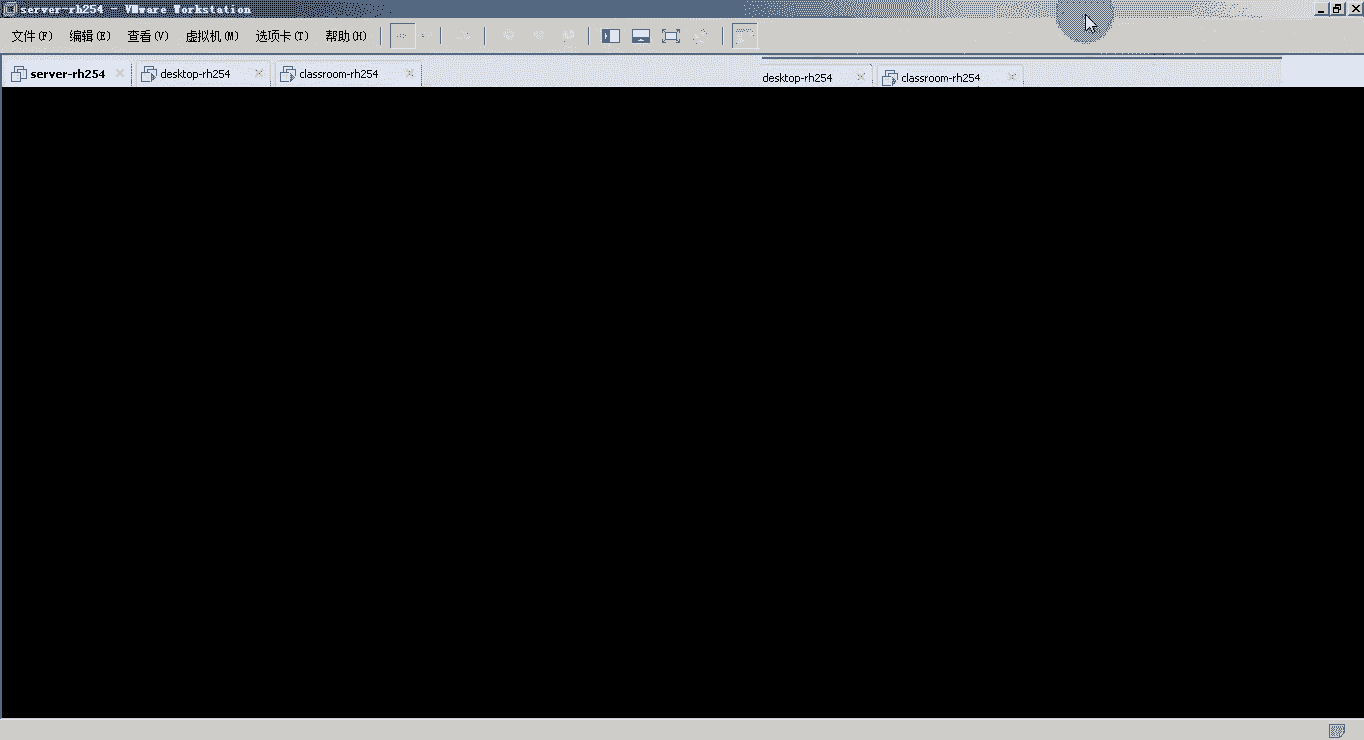 server-rh254 - VMware Workstation
文件(F) 编辑(E) 查看(V) 虚拟机(M) 选项卡(T) 帮助(H)
server-rh254 desktop-rh254 classroom-rh254 desktop-rh254 classroom-rh254